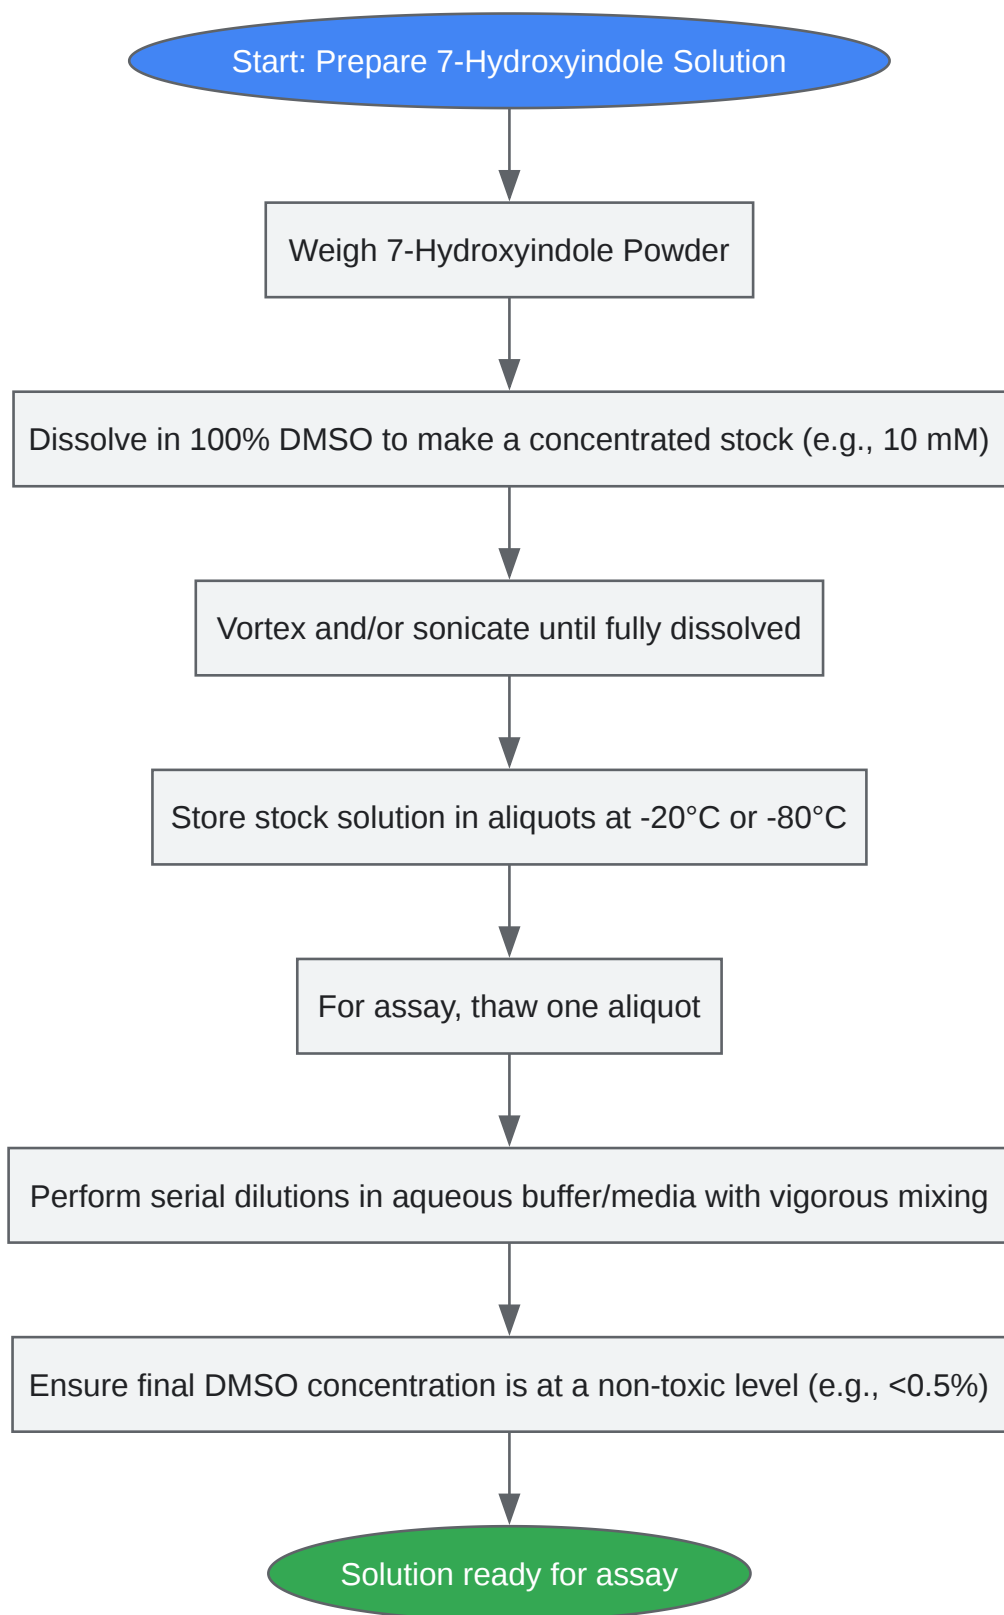 Start: Prepare 7-Hydroxyindole Solution
Weigh 7-Hydroxyindole Powder
Dissolve in 100% DMSO to make a concentrated stock (e.g., 10 mM)
Vortex and/or sonicate until fully dissolved
Store stock solution in aliquots at -20°C or -80°C
For assay, thaw one aliquot
Perform serial dilutions in aqueous buffer/media with vigorous mixing
Ensure final DMSO concentration is at a non-toxic level (e.g., <0.5%)
Solution ready for assay